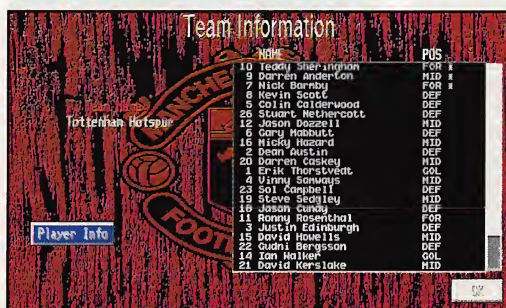 Team Information
NAME POS
10 Teddy Sheringham FOR *
9 Darren Anderton MID *
7 Nick Barmby FOR *
8 Kevin Scott DEF
5 Colin Calderwood DEF
26 Stuart Nethercott DEF
12 Jason Dozzell MID
6 Gary Mabbutt DEF
16 Micky Hazard MID
2 Dean Austin DEF
20 Darren Caskey MID
1 Erik Thorstvedt GOL
4 Vinny Samways MID
23 Sol Campbell DEF
19 Steve Sedgley MID
18 Jason Cundy DEF
11 Ronny Rosenthal FOR
3 Justin Edinburgh DEF
15 David Howells MID
22 Gudni Bergsson DEF
14 Ian Walker GOL
21 David Kerslake MID
Tottenham Hotspur
Player Info
FOOT
OK